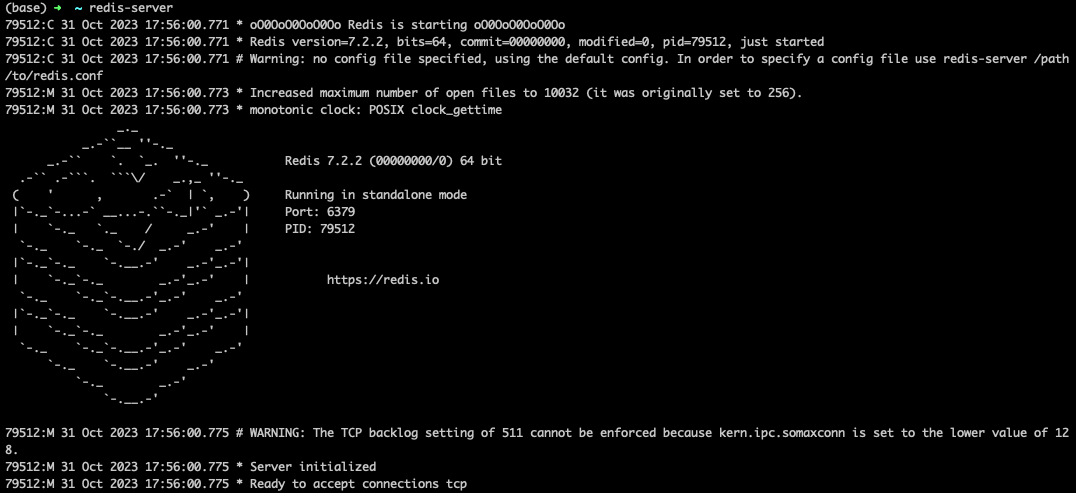 (base) ➜  ~ redis-server
79512:C 31 Oct 2023 17:56:00.771 * oO0OoO0OoO0Oo Redis is starting oO0OoO0OoO0Oo
79512:C 31 Oct 2023 17:56:00.771 * Redis version=7.2.2, bits=64, commit=00000000, modified=0, pid=79512, just started
79512:C 31 Oct 2023 17:56:00.771 # Warning: no config file specified, using the default config. In order to specify a config file use redis-server /path
/to/redis.conf
79512:M 31 Oct 2023 17:56:00.773 * Increased maximum number of open files to 10032 (it was originally set to 256).
79512:M 31 Oct 2023 17:56:00.773 * monotonic clock: POSIX clock_gettime
Redis 7.2.2 (00000000/0) 64 bit
Running in standalone mode
Port: 6379
PID: 79512
https://redis.io
79512:M 31 Oct 2023 17:56:00.775 # WARNING: The TCP backlog setting of 511 cannot be enforced because kern.ipc.somaxconn is set to the lower value of 12
8.
79512:M 31 Oct 2023 17:56:00.775 * Server initialized
79512:M 31 Oct 2023 17:56:00.775 * Ready to accept connections tcp